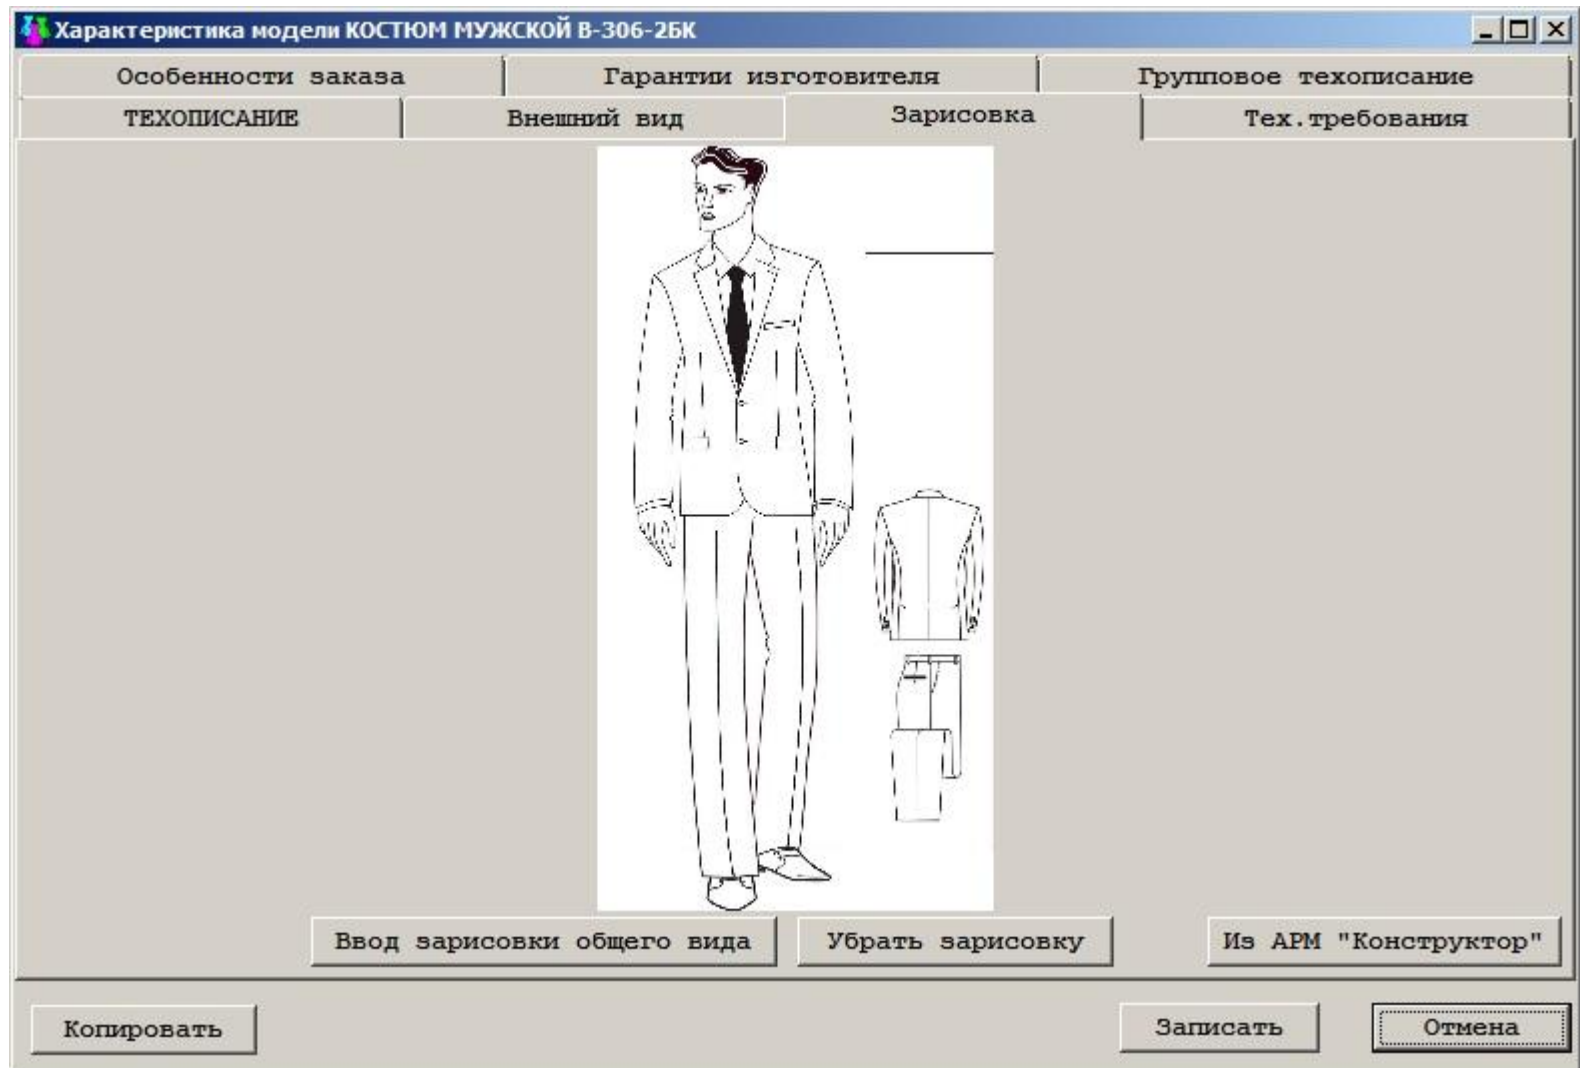 Характеристика модели КОСТЮМ МУЖСКОЙ В-306-2БК
Особенности заказа
Гарантии изготовителя
Групповое техописание
ТЕХОПИСАНИЕ
Внешний вид
Зарисовка
Тех.требования
Ввод зарисовки общего вида
Убрать зарисовку
Из АРМ "Конструктор"
Копировать
Записать
Отмена